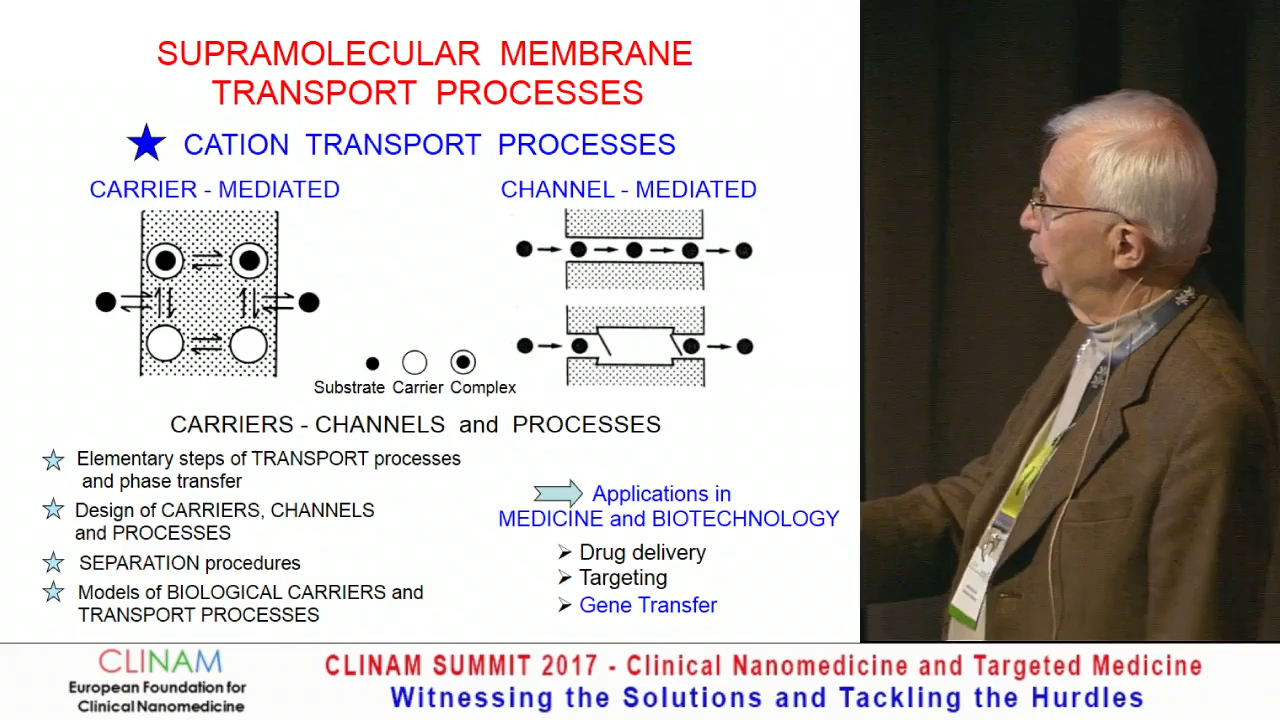 SUPRAMOLECULAR MEMBRANE
TRANSPORT PROCESSES
CATION TRANSPORT PROCESSES
CARRIER - MEDIATED
CHANNEL - MEDIATED
Substrate Carrier Complex
CARRIERS - CHANNELS and PROCESSES
Elementary steps of TRANSPORT processes
and phase transfer
Design of CARRIERS, CHANNELS
and PROCESSES
SEPARATION procedures
Models of BIOLOGICAL CARRIERS and
TRANSPORT PROCESSES
Applications in
MEDICINE and BIOTECHNOLOGY
Drug delivery
Targeting
Gene Transfer
CLINAM
European Foundation for
Clinical Nanomedicine
CLINAM SUMMIT 2017 - Clinical Nanomedicine and Targeted Medicine
Witnessing the Solutions and Tackling the Hurdles